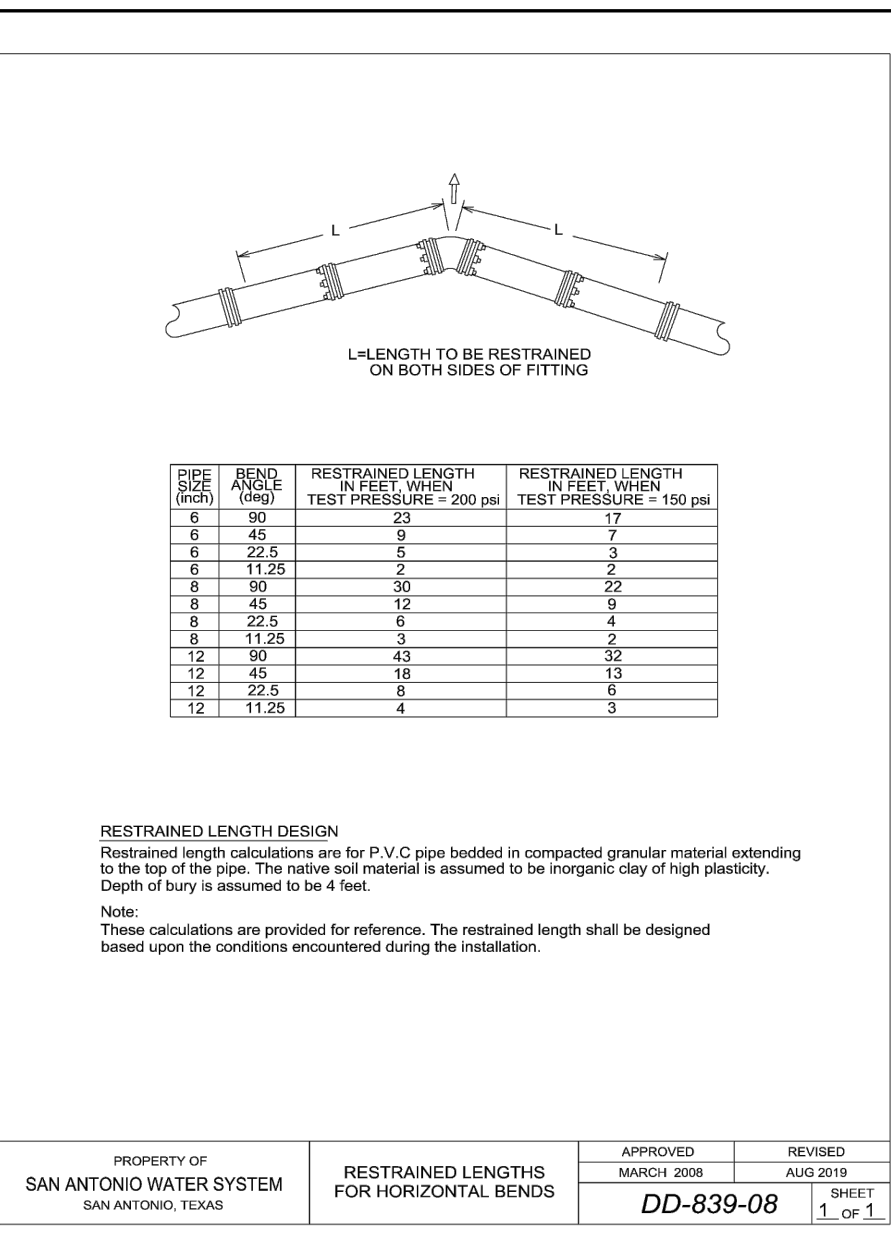 L
L
L=LENGTH TO BE RESTRAINED
ON BOTH SIDES OF FITTING
PIPE SIZE (inch) BEND ANGLE (deg) RESTRAINED LENGTH IN FEET, WHEN TEST PRESSURE = 200 psi RESTRAINED LENGTH IN FEET, WHEN TEST PRESSURE = 150 psi
6 90 23 17
6 45 9 7
6 22.5 5 3
6 11.25 2 2
8 90 30 22
8 45 12 9
8 22.5 6 4
8 11.25 3 2
12 90 43 32
12 45 18 13
12 22.5 8 6
12 11.25 4 3
RESTRAINED LENGTH DESIGN
Restrained length calculations are for P.V.C pipe bedded in compacted granular material extending
to the top of the pipe. The native soil material is assumed to be inorganic clay of high plasticity.
Depth of bury is assumed to be 4 feet.
Note:
These calculations are provided for reference. The restrained length shall be designed
based upon the conditions encountered during the installation.
PROPERTY OF
SAN ANTONIO WATER SYSTEM
SAN ANTONIO, TEXAS
RESTRAINED LENGTHS
FOR HORIZONTAL BENDS
APPROVED REVISED
MARCH 2008 AUG 2019
DD-839-08
SHEET
1 OF 1